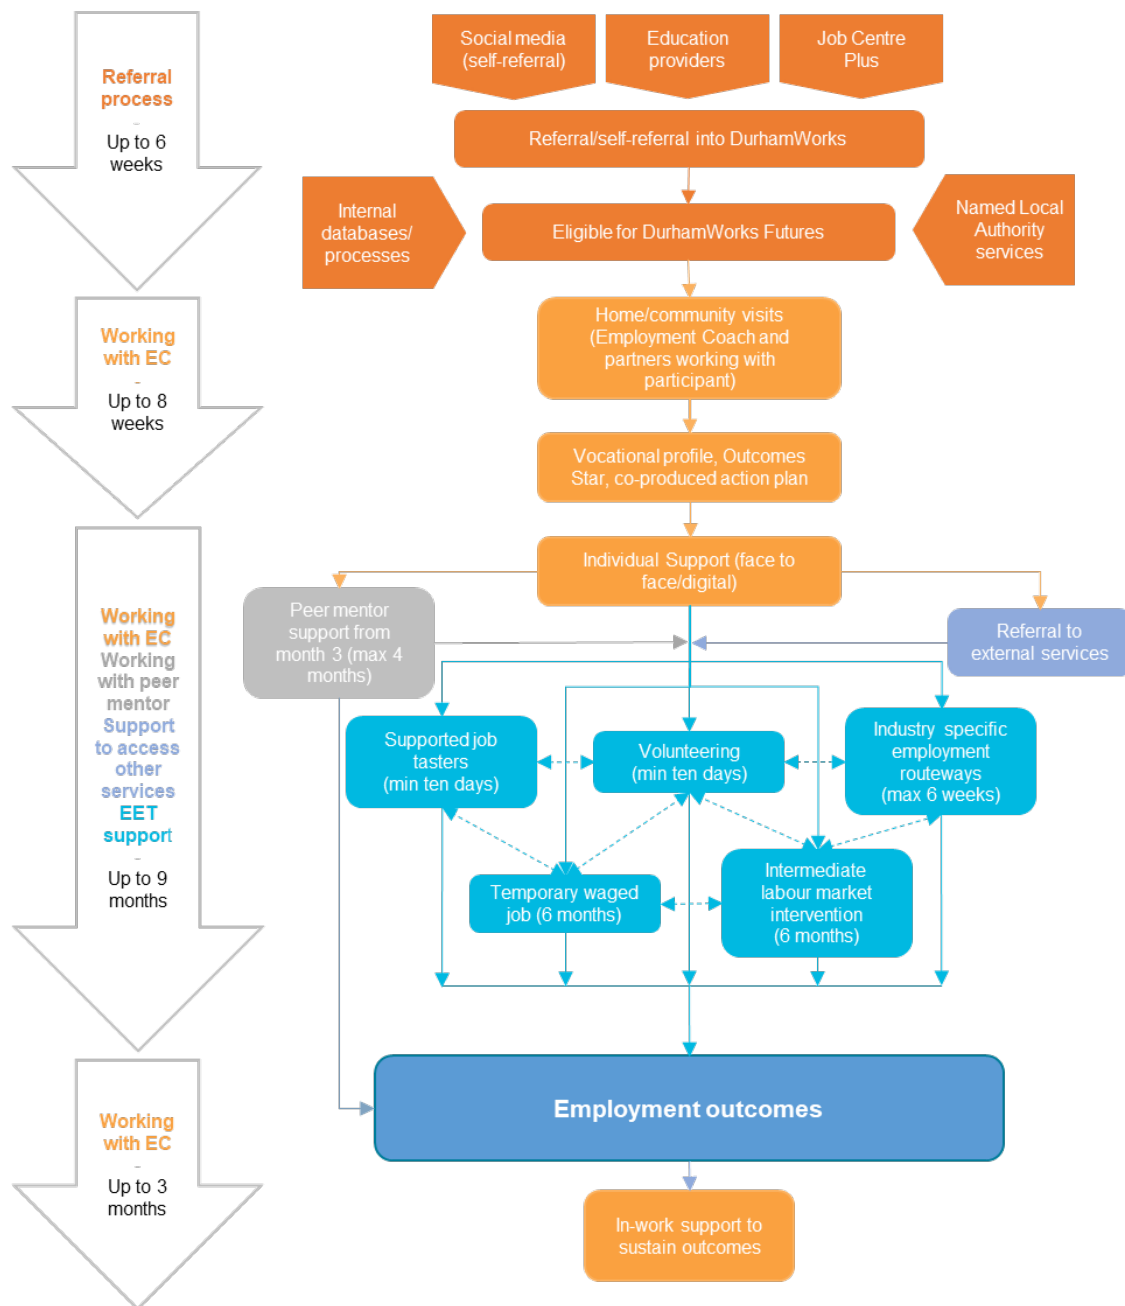 Referral
process
-
Up to 6
weeks
Working
with EC
-
Up to 8
weeks
Working
with EC
Working
with peer
mentor
Support
to access
other
services
EET
support
-
Up to 9
months
Working
with EC
-
Up to 3
months
Social media
(self-referral)
Education
providers
Job Centre
Plus
Referral/self-referral into DurhamWorks
Internal
databases/
processes
Eligible for DurhamWorks Futures
Named Local
Authority
services
Home/community visits
(Employment Coach and
partners working with
participant)
Vocational profile, Outcomes
Star, co-produced action plan
Individual Support (face to
face/digital)
Peer mentor
support from
month 3 (max 4
months)
Referral to
external services
Supported job
tasters
(min ten days)
Volunteering
(min ten days)
Industry specific
employment
routeways
(max 6 weeks)
Temporary waged
job (6 months)
Intermediate
labour market
intervention
(6 months)
Employment outcomes
In-work support to
sustain outcomes